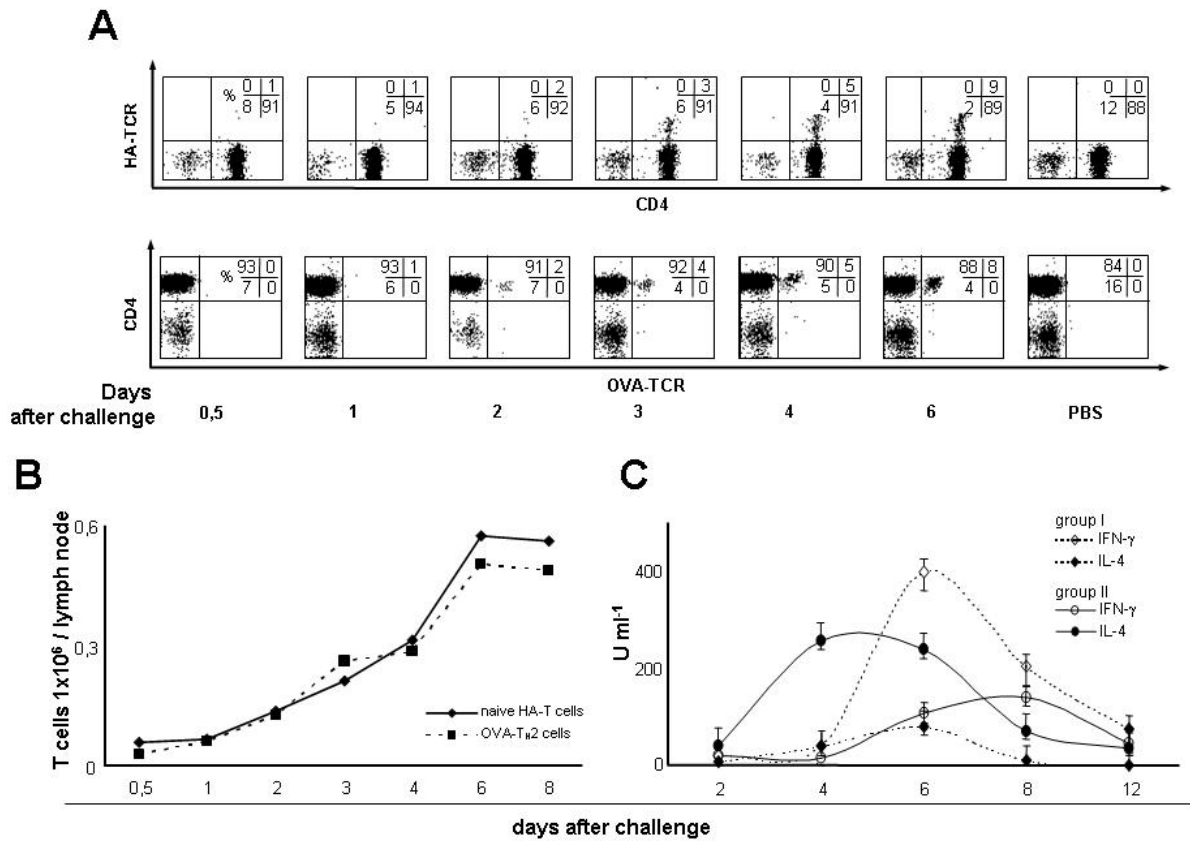 A
HA-TCR
% 0 1
8 91
0 1
5 94
0 2
6 92
0 3
6 91
0 5
4 91
0 9
2 89
0 0
12 88
CD4
CD4
% 93 0
7 0
93 1
6 0
91 2
7 0
92 4
4 0
90 5
5 0
88 8
4 0
84 0
16 0
OVA-TCR
Days
after challenge 0,5 1 2 3 4 6 PBS
B
T cells 1x10⁶ / lymph node
0,6
0,3
0
naive HA-T cells
OVA-TH2 cells
0,5 1 2 3 4 6 8
C
U ml⁻¹
400
200
0
group I
IFN-γ
IL-4
group II
IFN-γ
IL-4
2 4 6 8 12
days after challenge